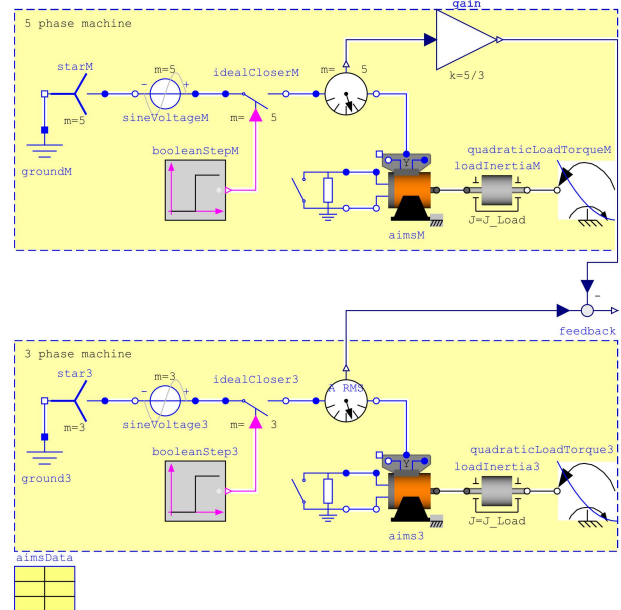 gain
5 phase machine
starM
m=5
idealCloserM
m= 5
k=5/3
- +
m=5
sineVoltageM
m= 5
booleanStepM
quadraticLoadTorqueM
loadInertiaM
groundM
Y
J=J_Load
aimsM
-
feedback
3 phase machine
star3
m=3
idealCloser3
A RMS
- +
m=3
sineVoltage3
m= 3
booleanStep3
quadraticLoadTorque3
loadInertia3
ground3
Y
J=J_Load
aims3
aimsData